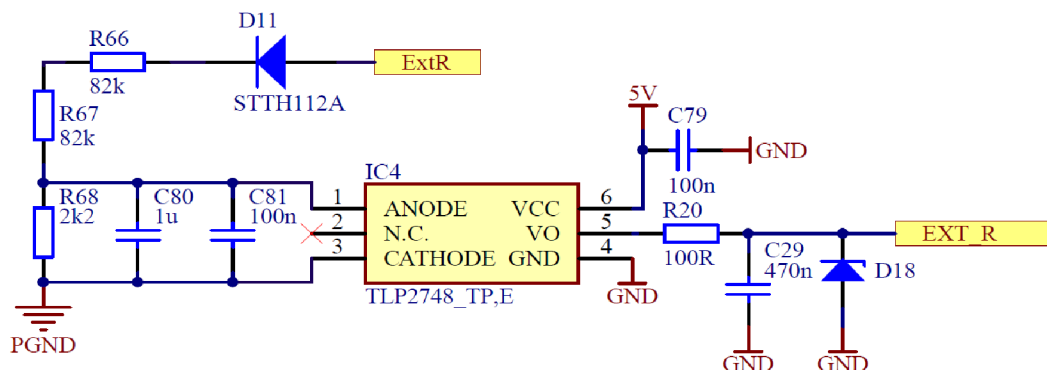 D11
R66
ExtR
82k
STTH112A
R67
82k
5V
C79
GND
100n
IC4
R68
2k2
C80
1u
C81
100n
1
ANODE
VCC
6
2
N.C.
VO
5
3
CATHODE
GND
4
R20
100R
EXT_R
C29
470n
D18
TLP2748_TP,E
GND
PGND
GND
GND